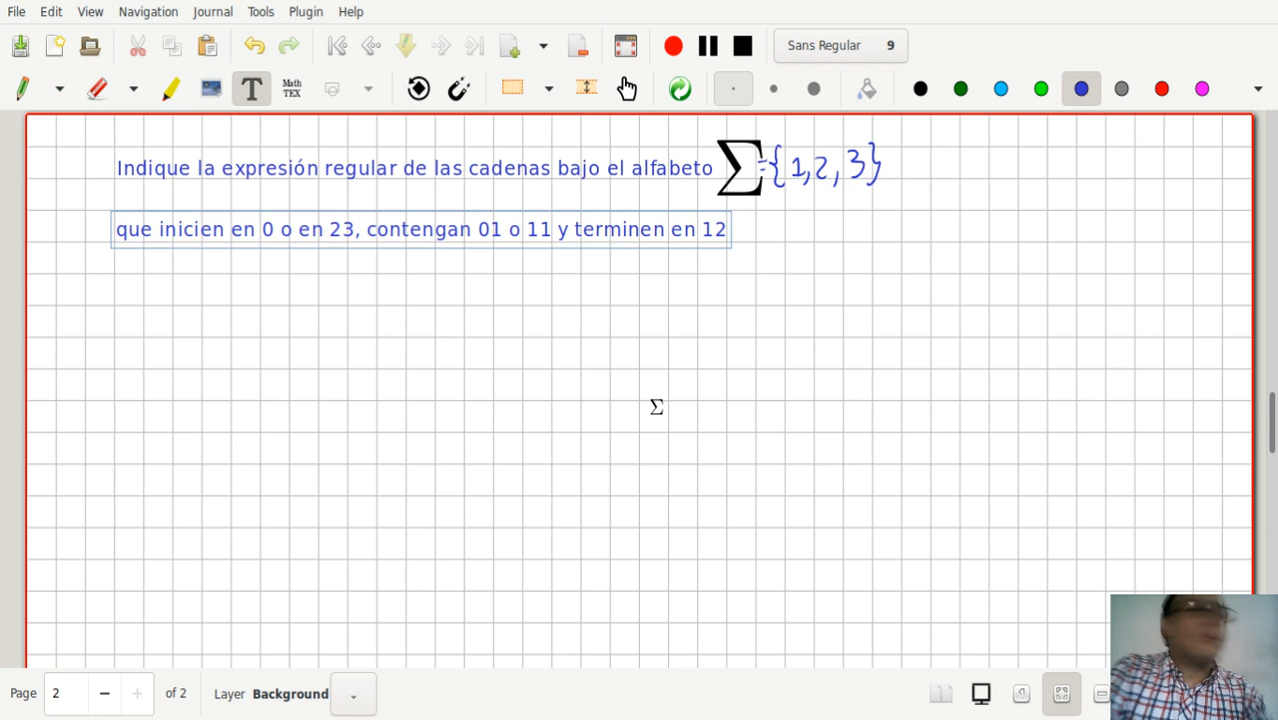 File Edit View Navigation Journal Tools Plugin Help
Sans Regular 9
T Math TEX
Indique la expresión regular de las cadenas bajo el alfabeto ∑={1,2,3}
que inicien en 0 o en 23, contengan 01 o 11 y terminen en 12
Σ
Page 2 of 2 Layer Background